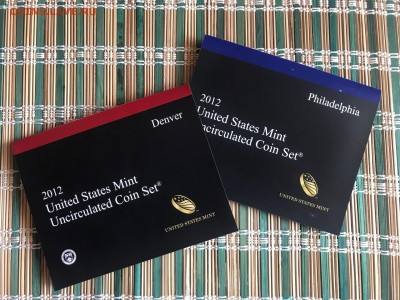 Denver
2012
United States Mint
Uncirculated Coin Set®
UNITED STATES MINT
Philadelphia
2012
United States Mint
Uncirculated Coin Set®
UNITED STATES MINT